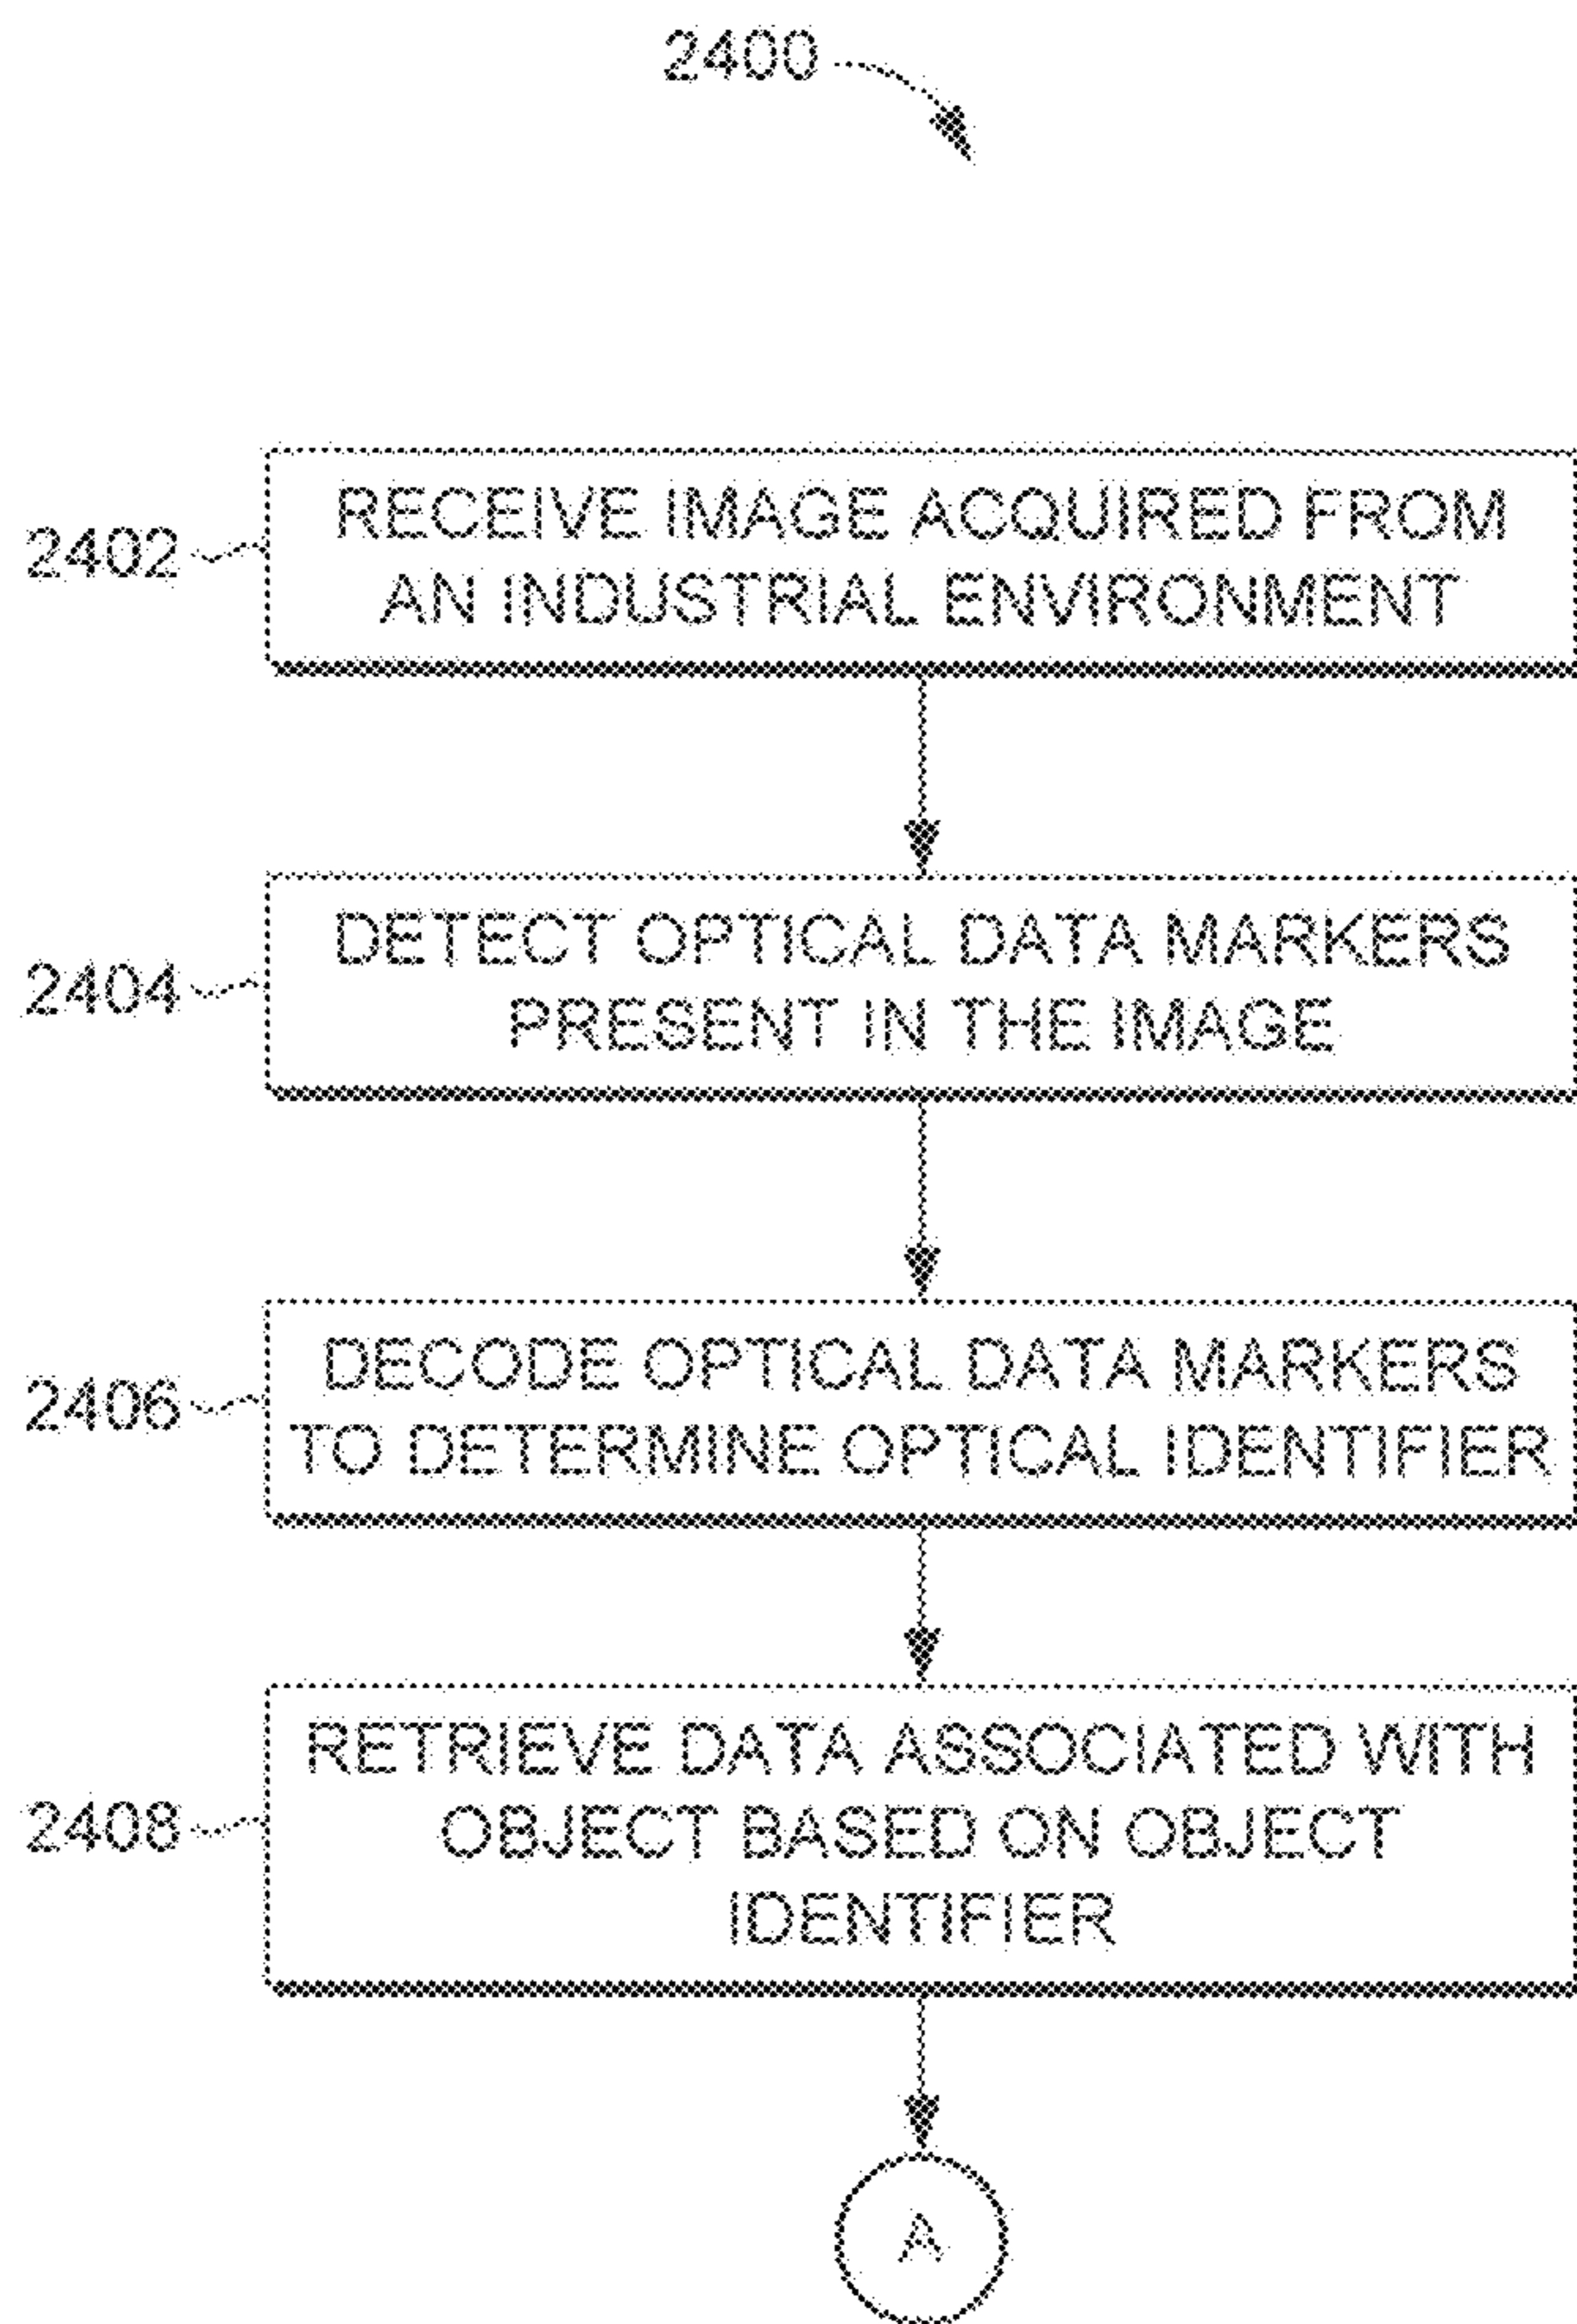 2400
2402
RECEIVE IMAGE ACQUIRED FROM
AN INDUSTRIAL ENVIRONMENT
2404
DETECT OPTICAL DATA MARKERS
PRESENT IN THE IMAGE
2406
DECODE OPTICAL DATA MARKERS
TO DETERMINE OPTICAL IDENTIFIER
2408
RETRIEVE DATA ASSOCIATED WITH
OBJECT BASED ON OBJECT
IDENTIFIER
A